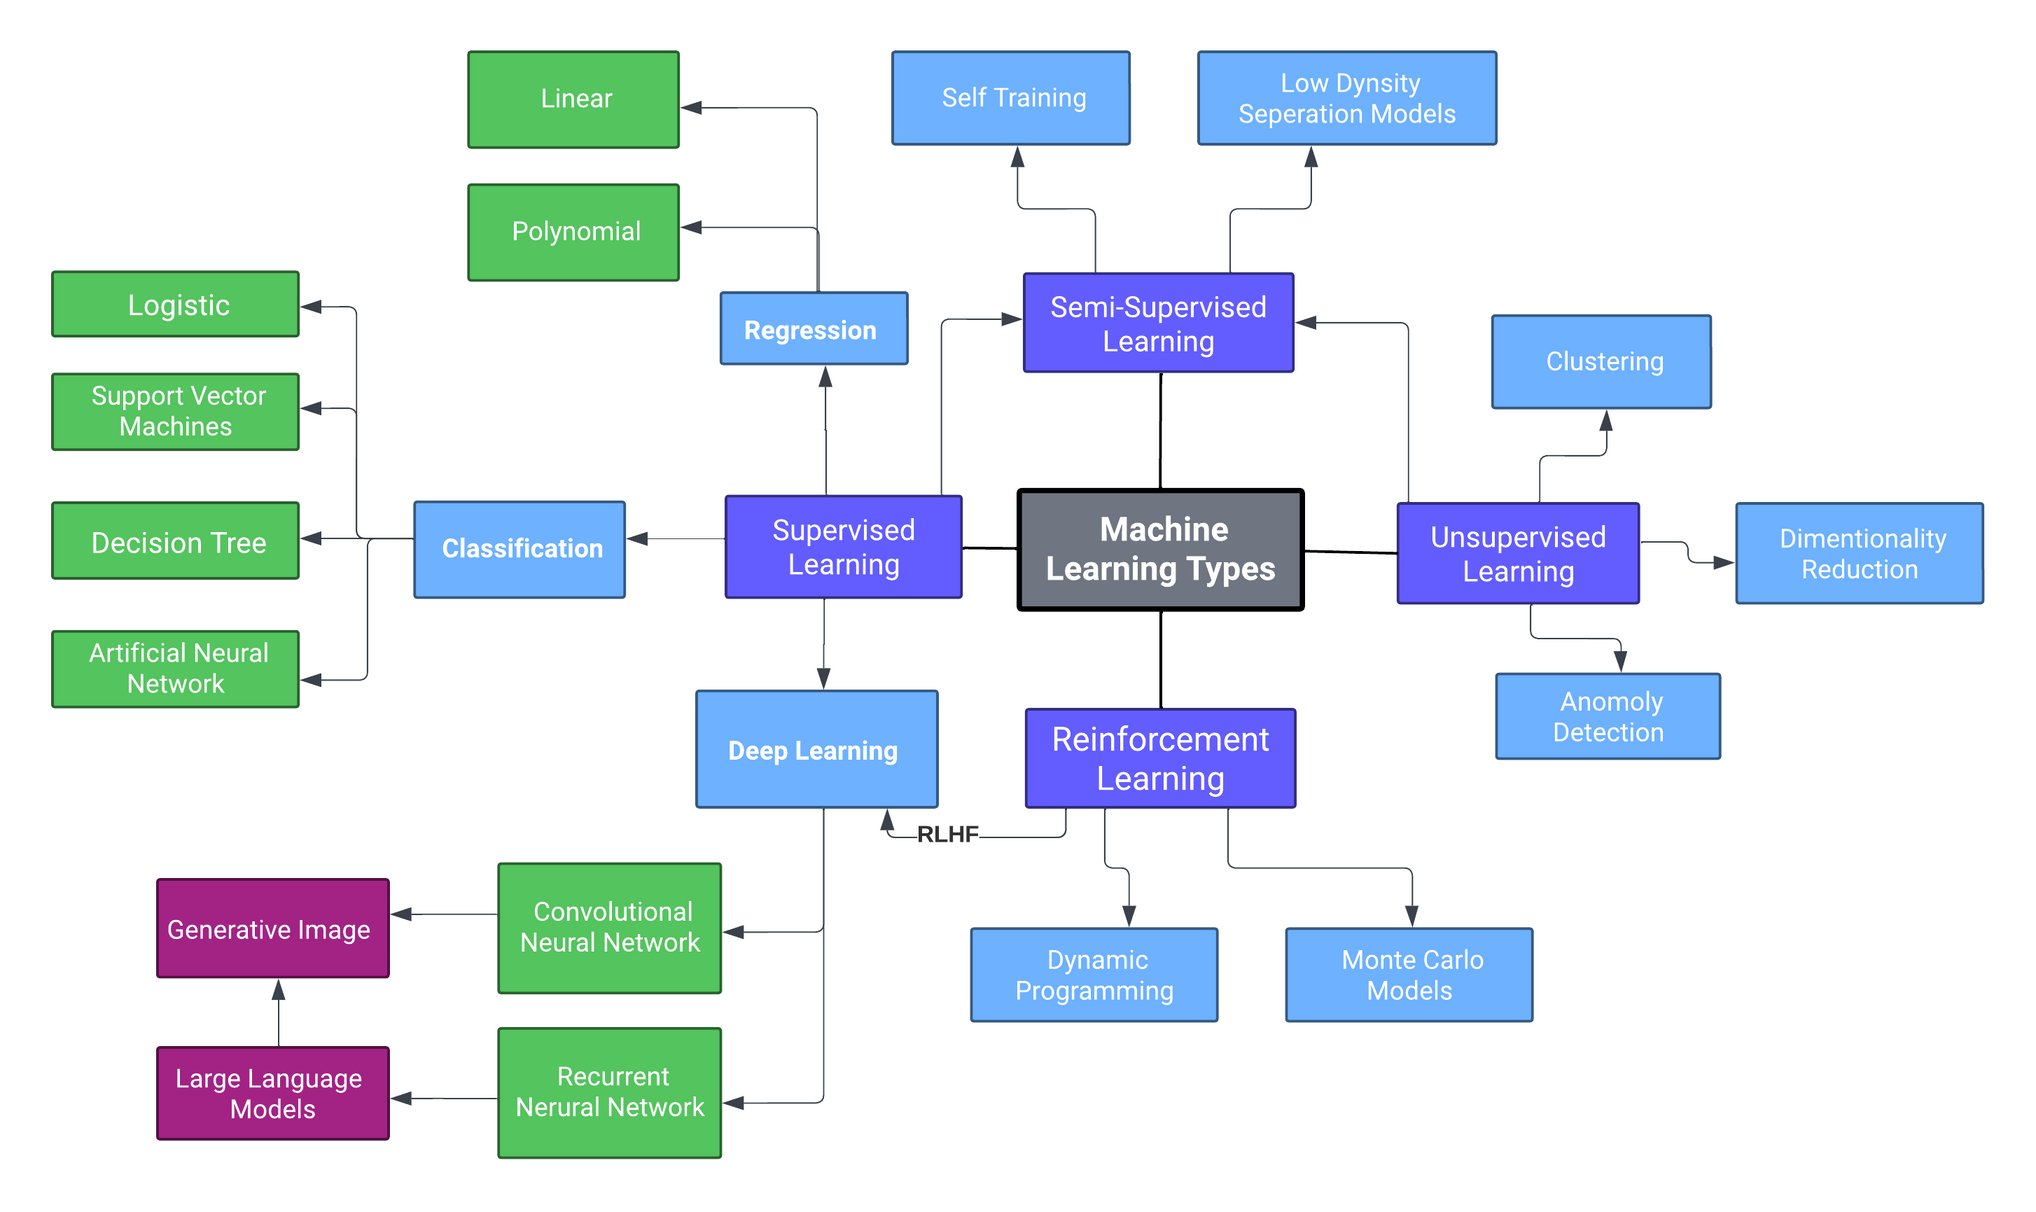 Linear
Self Training
Low Dynsity
Seperation Models
Polynomial
Logistic
Regression
Semi-Supervised
Learning
Clustering
Support Vector
Machines
Decision Tree
Classification
Supervised
Learning
Machine
Learning Types
Unsupervised
Learning
Dimentionality
Reduction
Artificial Neural
Network
Deep Learning
Reinforcement
Learning
Anomoly
Detection
RLHF
Generative Image
Convolutional
Neural Network
Dynamic
Programming
Monte Carlo
Models
Large Language
Models
Recurrent
Nerural Network